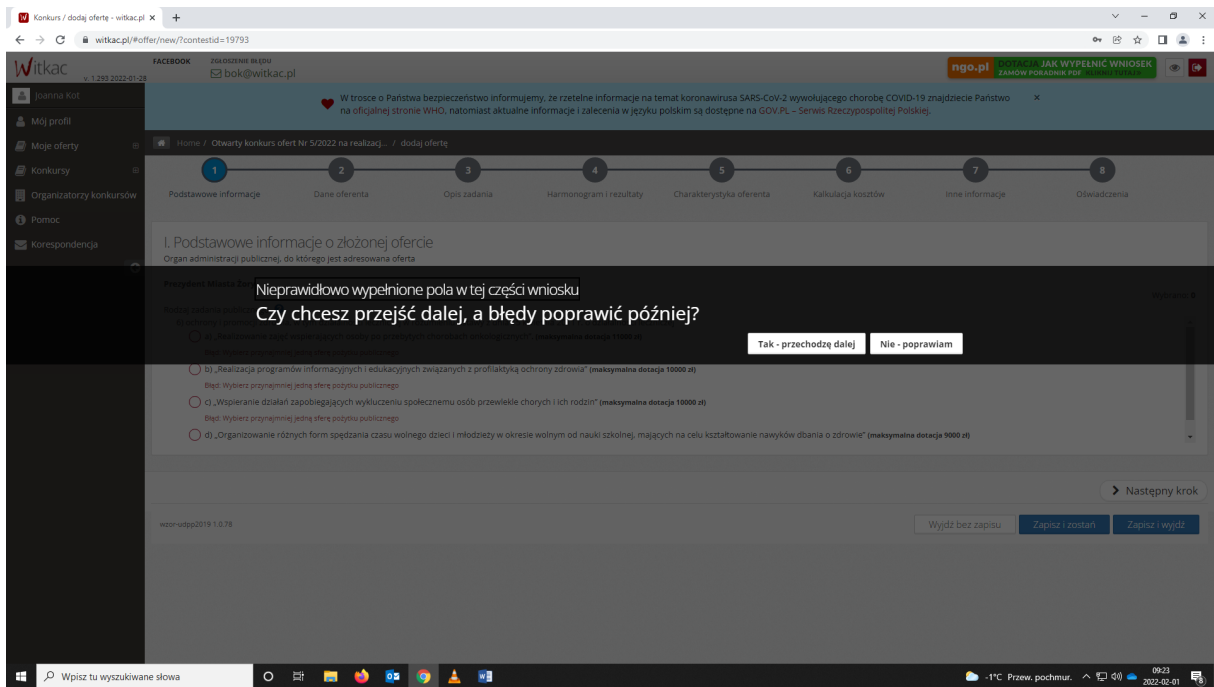 Konkurs / dodaj ofertę - witkac.pl
witkac.pl/#offer/new/?contestid=19793
Witkac
v. 1.293 2022-01-28
FACEBOOK
ZGŁOSZENIE BŁĘDU
bok@witkac.pl
ngo.pl
DOTACJA JAK WYPEŁNIĆ WNIOSEK
ZAMÓW PORADNIK PDF KLIKNIJ TUTAJ>
Joanna Kot
Mój profil
Moje oferty
Konkursy
Organizatorzy konkursów
Pomoc
Korespondencja
W trosce o Państwa bezpieczeństwo informujemy, że rzetelne informacje na temat koronawirusa SARS-CoV-2 wywołującego chorobę COVID-19 znajdziecie Państwo
na oficjalnej stronie WHO, natomiast aktualne informacje i zalecenia w języku polskim są dostępne na GOV.PL – Serwis Rzeczypospolitej Polskiej.
Home / Otwarty konkurs ofert Nr 5/2022 na realizacj... / dodaj ofertę
1 2 3 4 5 6 7 8
Podstawowe informacje Dane oferenta Opis zadania Harmonogram i rezultaty Charakterystyka oferenta Kalkulacja kosztów Inne informacje Oświadczenia
I. Podstawowe informacje o złożonej ofercie
Organ administracji publicznej, do którego jest adresowana oferta
Prezydent Miasta
Nieprawidłowo wypełnione pola w tej części wniosku
Czy chcesz przejść dalej, a błędy poprawić później?
Tak - przechodzę dalej
Nie - poprawiam
b) „Realizacja programów informacyjnych i edukacyjnych związanych z profilaktyką ochrony zdrowia” (maksymalna dotacja 10000 zł)
Błąd: Wybierz przynajmniej jedną sferę pożytku publicznego
c) „Wspieranie działań zapobiegających wykluczeniu społecznemu osób przewlekle chorych i ich rodzin” (maksymalna dotacja 10000 zł)
Błąd: Wybierz przynajmniej jedną sferę pożytku publicznego
d) „Organizowanie różnych form spędzania czasu wolnego dzieci i młodzieży w okresie wolnym od nauki szkolnej, mających na celu kształtowanie nawyków dbania o zdrowie” (maksymalna dotacja 9000 zł)
Następny krok
wzor-udpp2019 1.0.78
Wyjdź bez zapisu
Zapisz i zostań
Zapisz i wyjdź
Wpisz tu wyszukiwane słowa
-1°C Przew. pochmur.
09:23
2022-02-01